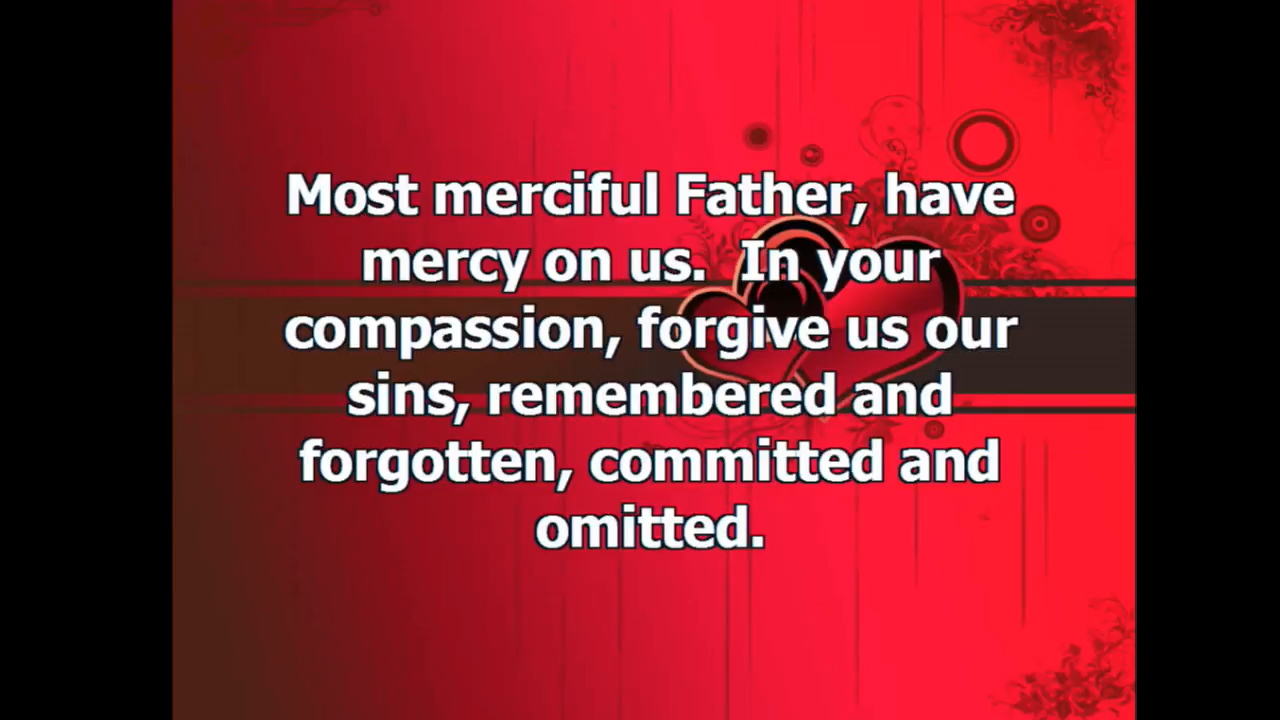 Most merciful Father, have
mercy on us.  In your
compassion, forgive us our
sins, remembered and
forgotten, committed and
omitted.